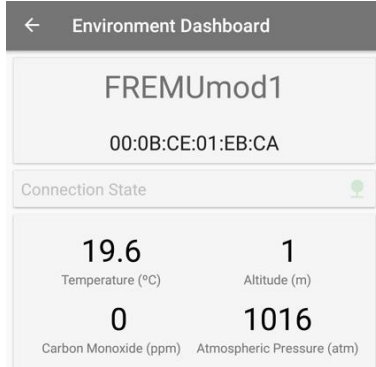 Environment Dashboard
FREMUmod1
00:0B:CE:01:EB:CA
Connection State
19.6 1
Temperature (ºC) Altitude (m)
0 1016
Carbon Monoxide (ppm) Atmospheric Pressure (atm)